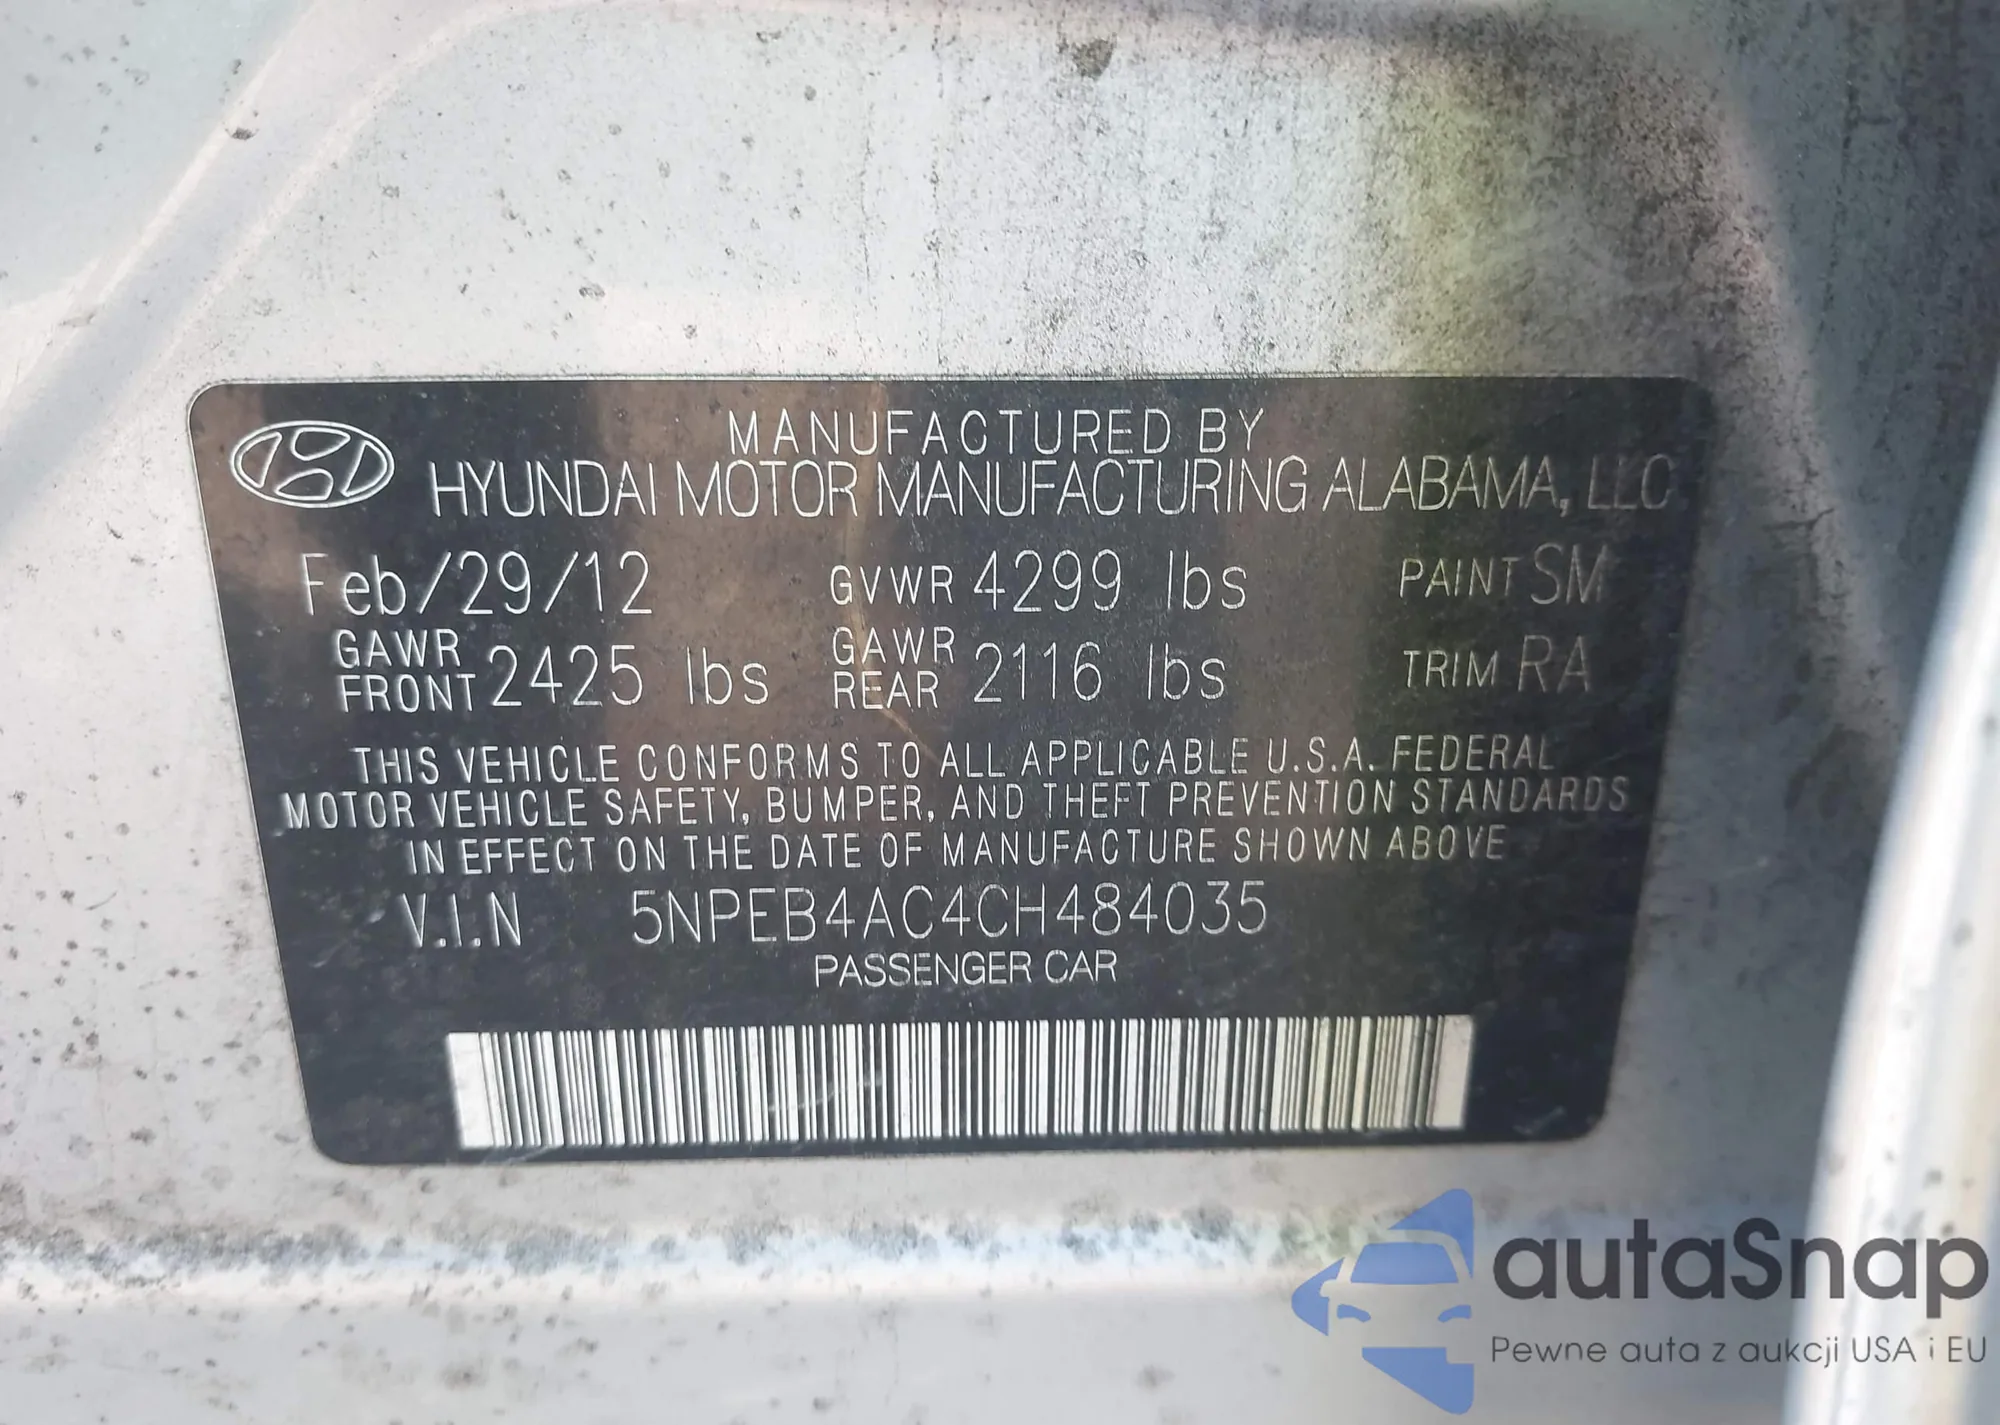 MANUFACTURED BY
HYUNDAI MOTOR MANUFACTURING ALABAMA, LLC
Feb/29/12 GVWR 4299 lbs PAINT SM
GAWR FRONT 2425 lbs GAWR REAR 2116 lbs TRIM RA
THIS VEHICLE CONFORMS TO ALL APPLICABLE U.S.A. FEDERAL
MOTOR VEHICLE SAFETY, BUMPER, AND THEFT PREVENTION STANDARDS
IN EFFECT ON THE DATE OF MANUFACTURE SHOWN ABOVE
V.I.N 5NPEB4AC4CH484035
PASSENGER CAR
autaSnap
Pewne auta z aukcji USA i EU